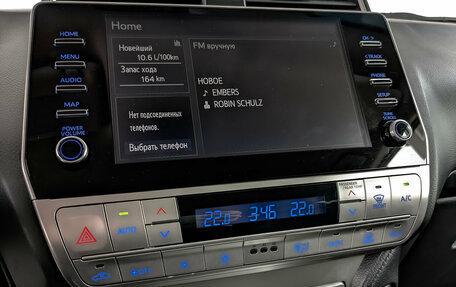 Home
HOME
MENU
AUDIO
MAP
POWER
VOLUME
Новейший
10.6 L/100km
Запас хода
164 km
Нет подсоединенных
телефонов.
Выбрать телефон
FM вручную
НОВОЕ
EMBERS
ROBIN SCHULZ
CH >
< TRACK
PHONE
SETUP
TUNE
SCROLL
22.0 3:46 22.0
PASSENGER
AUTO
A/C